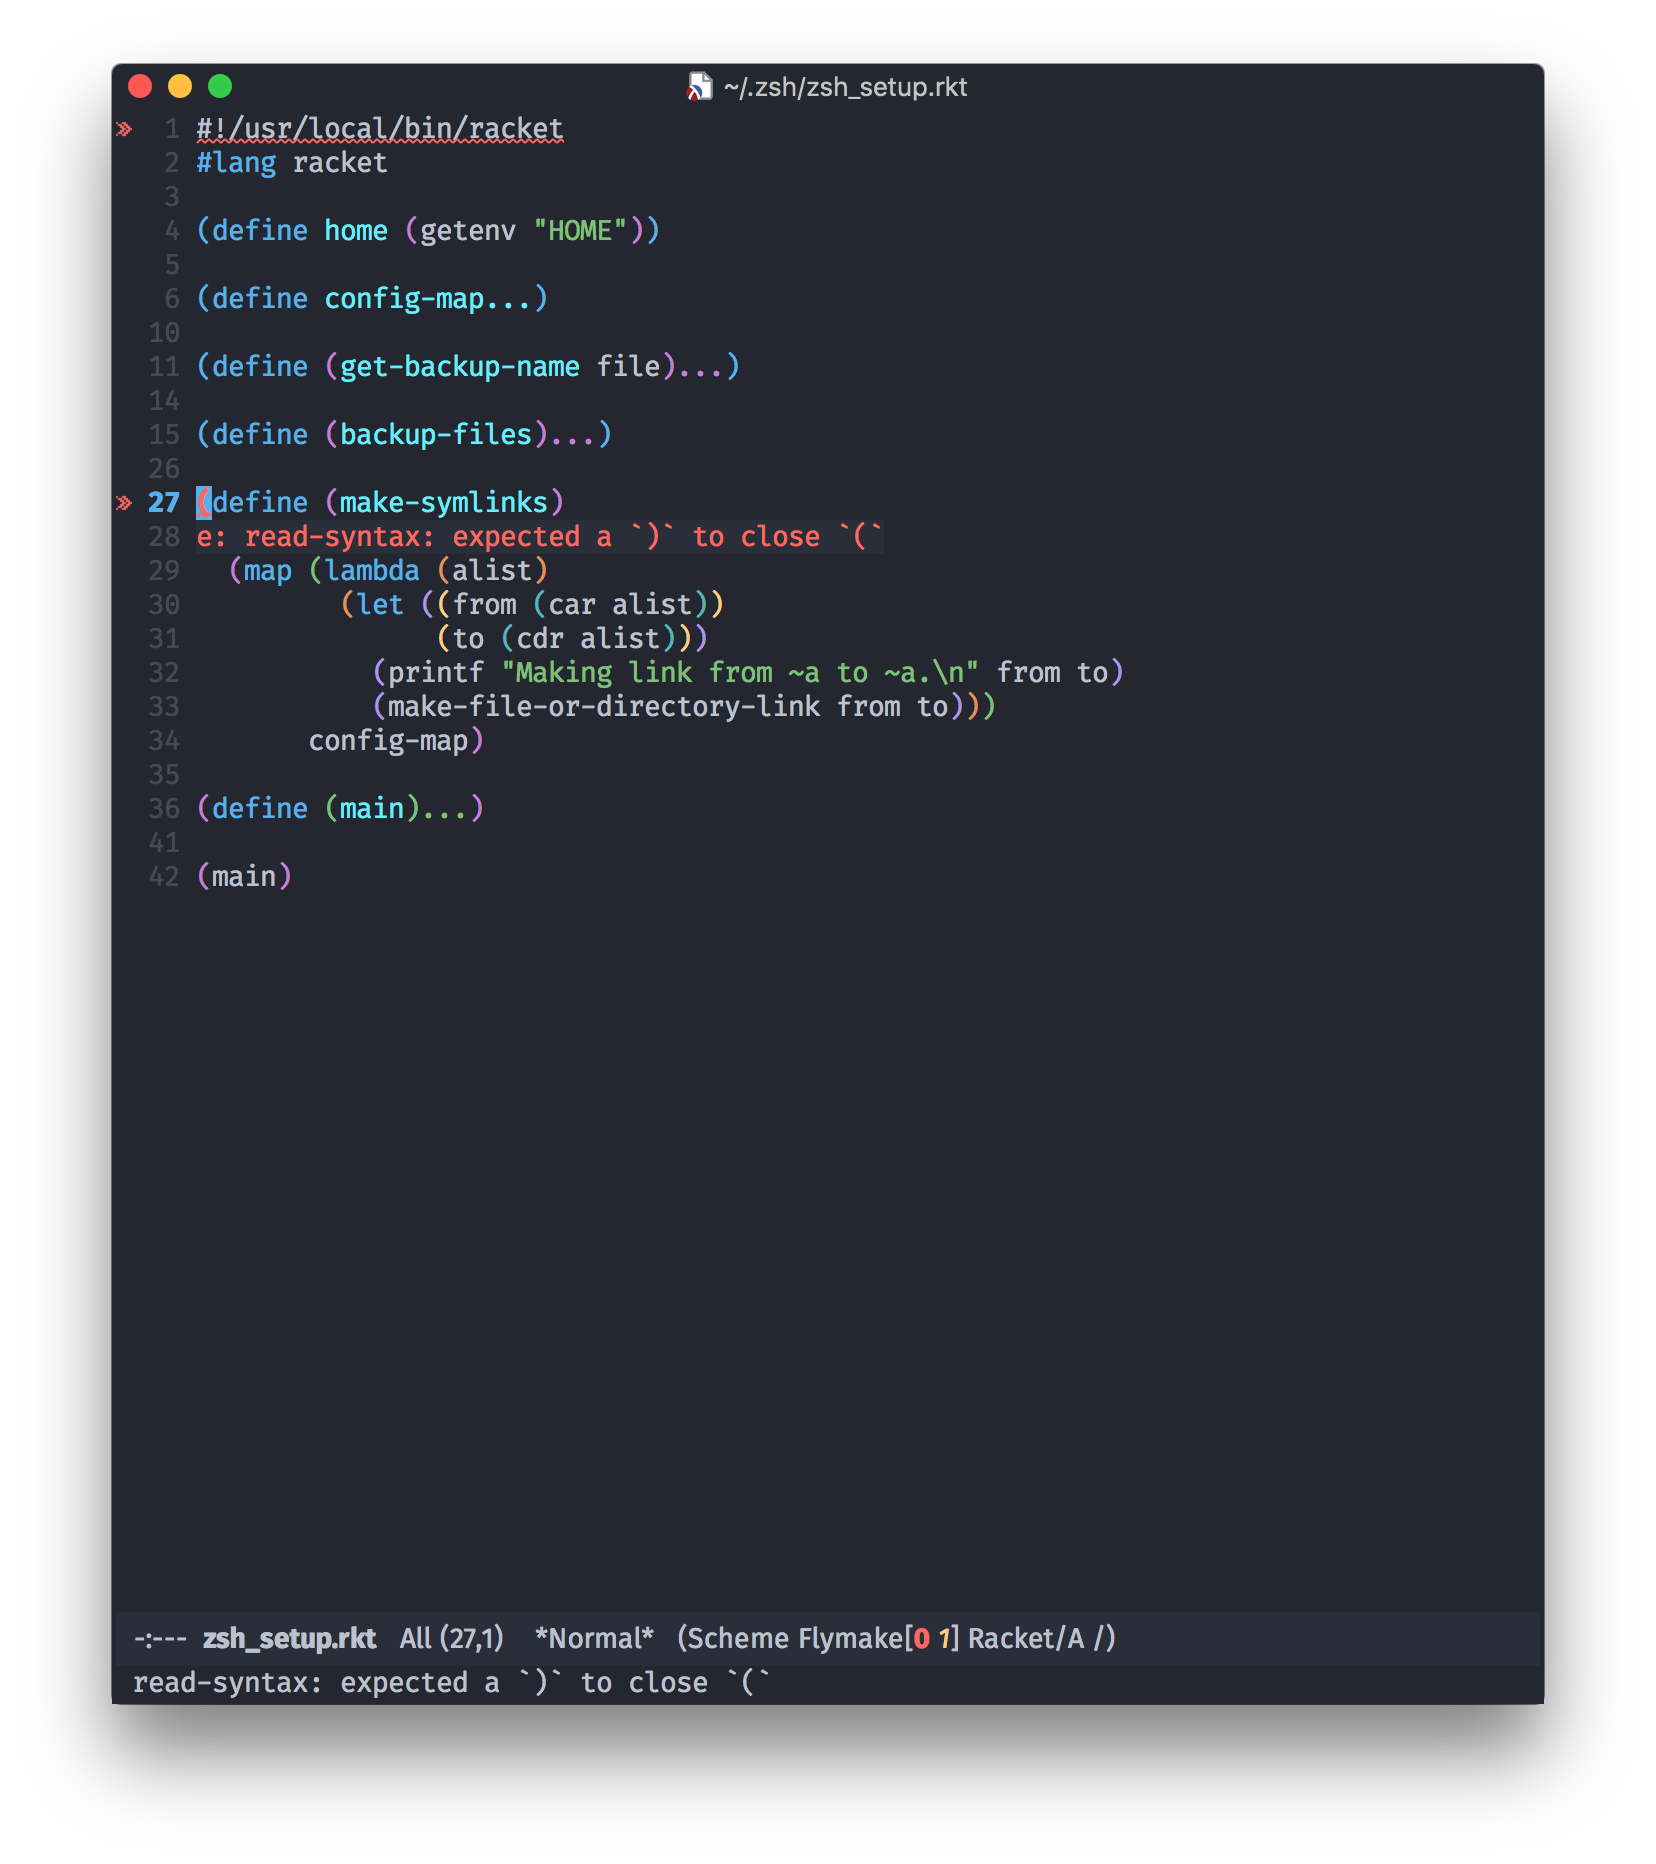 ~/.zsh/zsh_setup.rkt
1 #!/usr/local/bin/racket
2 #lang racket
3
4 (define home (getenv "HOME"))
5
6 (define config-map...)
10
11 (define (get-backup-name file)...)
14
15 (define (backup-files)...)
26
27 (define (make-symlinks)
28 e: read-syntax: expected a `)` to close `(`
29   (map (lambda (alist)
30          (let ((from (car alist))
31                (to (cdr alist)))
32            (printf "Making link from ~a to ~a.\n" from to)
33            (make-file-or-directory-link from to)))
34        config-map)
35
36 (define (main)...)
41
42 (main)
-:--- zsh_setup.rkt All (27,1) *Normal* (Scheme Flymake[0 1] Racket/A /)
read-syntax: expected a `)` to close `(`